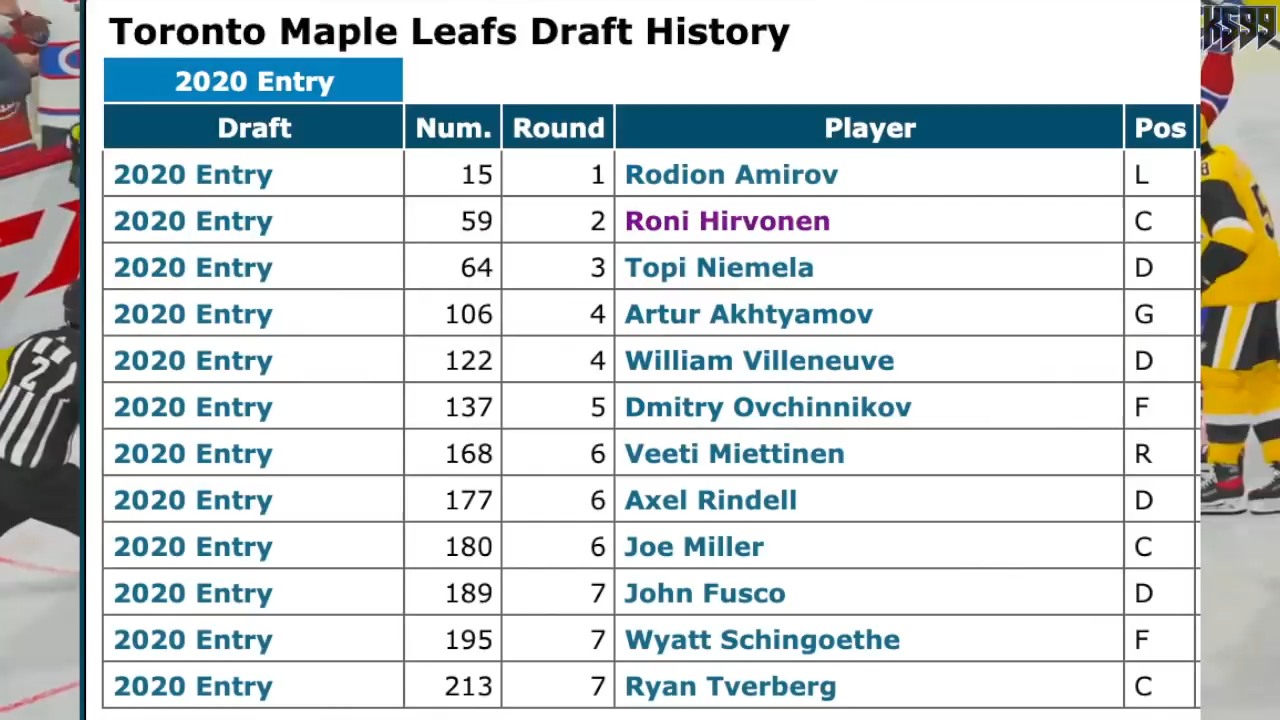 Toronto Maple Leafs Draft History
2020 Entry
Draft Num. Round Player Pos
2020 Entry 15 1 Rodion Amirov L
2020 Entry 59 2 Roni Hirvonen C
2020 Entry 64 3 Topi Niemela D
2020 Entry 106 4 Artur Akhtyamov G
2020 Entry 122 4 William Villeneuve D
2020 Entry 137 5 Dmitry Ovchinnikov F
2020 Entry 168 6 Veeti Miettinen R
2020 Entry 177 6 Axel Rindell D
2020 Entry 180 6 Joe Miller C
2020 Entry 189 7 John Fusco D
2020 Entry 195 7 Wyatt Schingoethe F
2020 Entry 213 7 Ryan Tverberg C
2